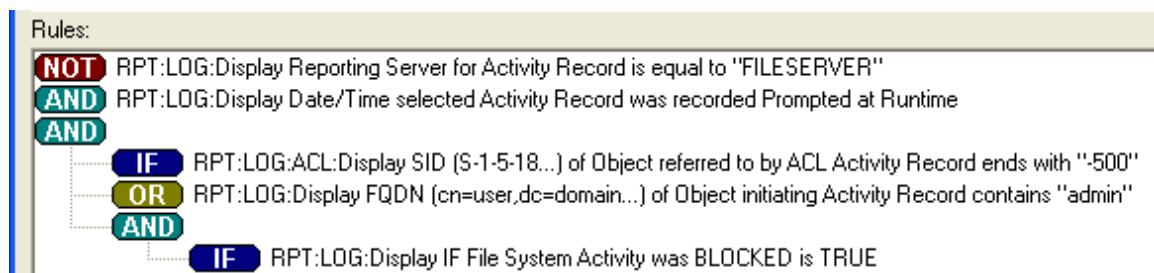 Rules:
NOT RPT:LOG:Display Reporting Server for Activity Record is equal to "FILESERVER"
AND RPT:LOG:Display Date/Time selected Activity Record was recorded Prompted at Runtime
AND
IF RPT:LOG:ACL:Display SID (S-1-5-18...) of Object referred to by ACL Activity Record ends with "-500"
OR RPT:LOG:Display FQDN (cn=user,dc=domain...) of Object initiating Activity Record contains "admin"
AND
IF RPT:LOG:Display IF File System Activity was BLOCKED is TRUE